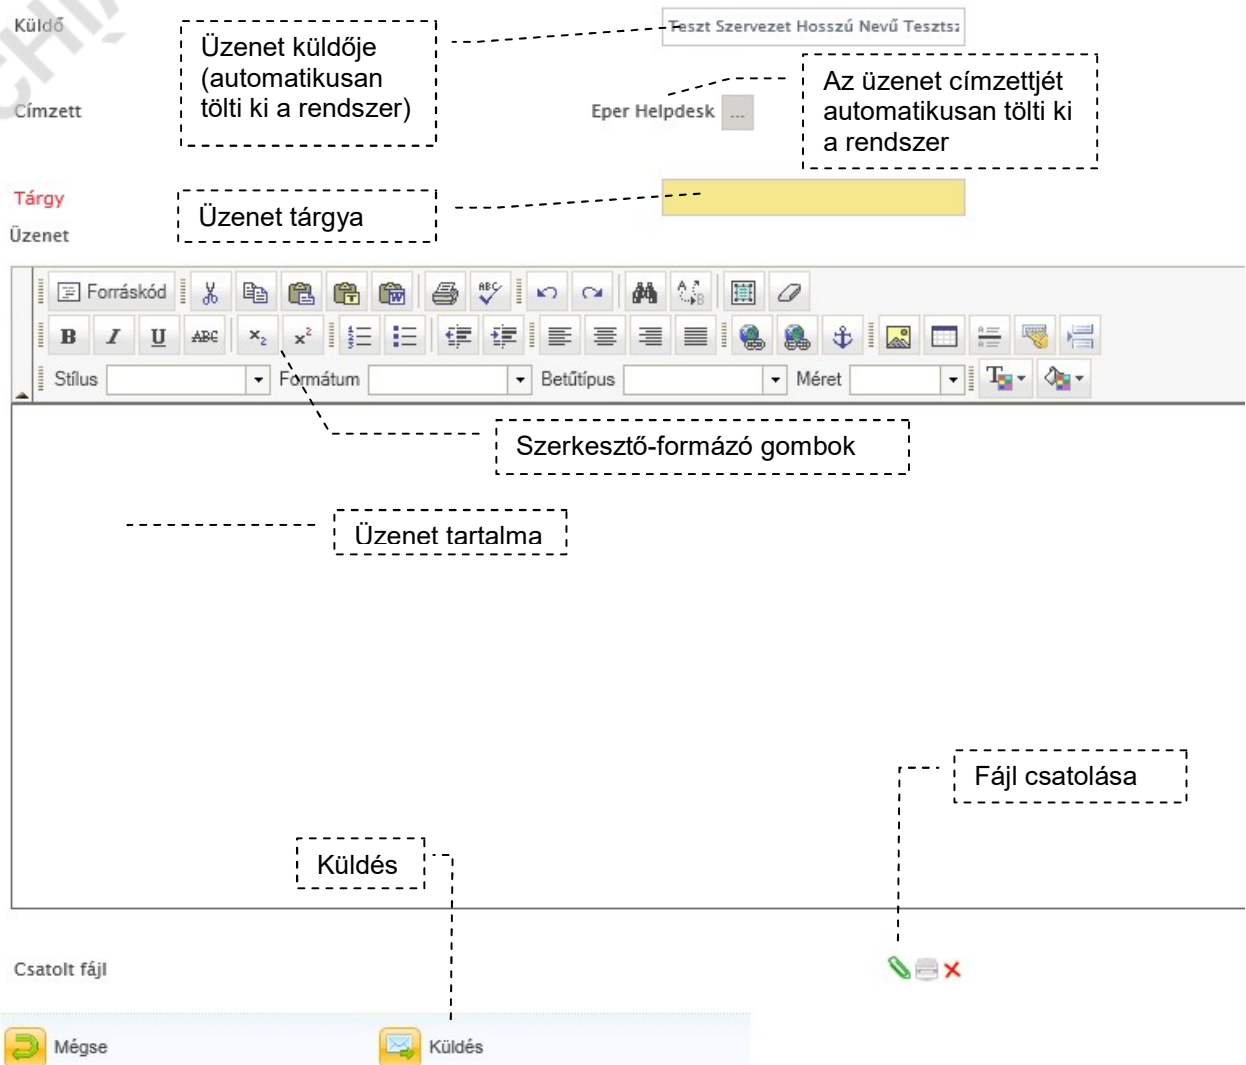 Küldő
Üzenet küldője
(automatikusan
tölti ki a rendszer)
Teszt Szervezet Hosszú Nevű Tesztsz
Címzett
Eper Helpdesk ...
Az üzenet címzettjét
automatikusan tölti ki
a rendszer
Tárgy
Üzenet tárgya
Üzenet
Forráskód
Stílus Formátum Betűtípus Méret
Szerkesztő-formázó gombok
Üzenet tartalma
Fájl csatolása
Küldés
Csatolt fájl
Mégse Küldés